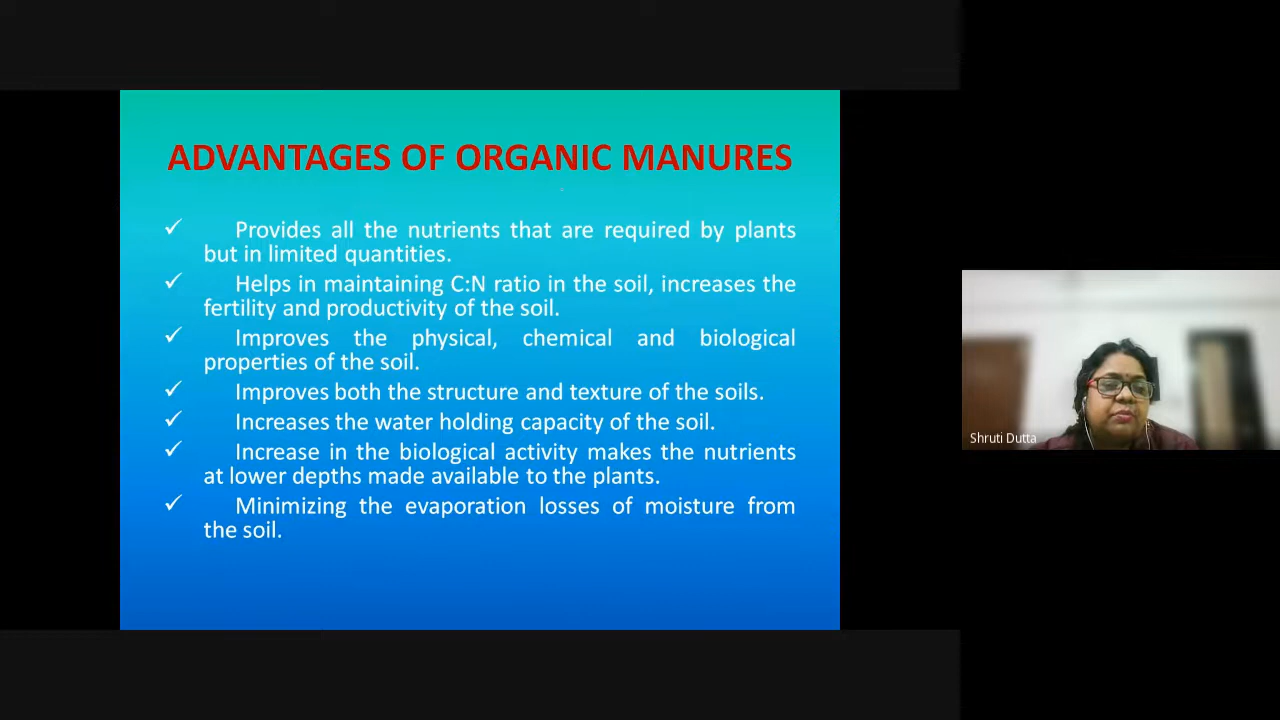 ADVANTAGES OF ORGANIC MANURES
✓ Provides all the nutrients that are required by plants
but in limited quantities.
✓ Helps in maintaining C:N ratio in the soil, increases the
fertility and productivity of the soil.
✓ Improves the physical, chemical and biological
properties of the soil.
✓ Improves both the structure and texture of the soils.
✓ Increases the water holding capacity of the soil.
✓ Increase in the biological activity makes the nutrients
at lower depths made available to the plants.
✓ Minimizing the evaporation losses of moisture from
the soil.
Shruti Dutta